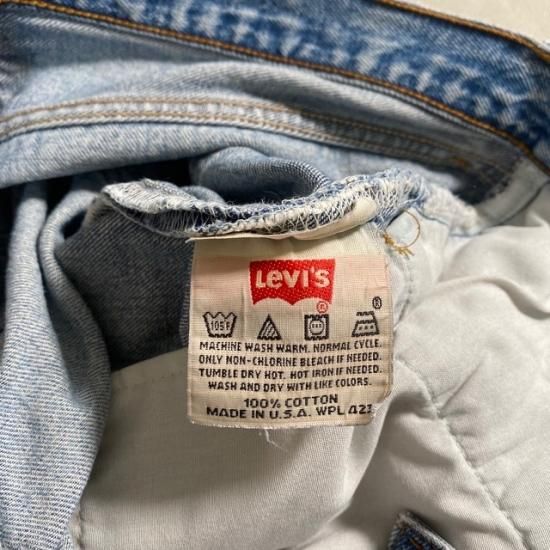 Levi's
®
®
105F
MACHINE WASH WARM. NORMAL CYCLE.
ONLY NON-CHLORINE BLEACH IF NEEDED.
TUMBLE DRY HOT. HOT IRON IF NEEDED.
WASH AND DRY WITH LIKE COLORS.
100% COTTON
MADE IN U.S.A. WPL 423